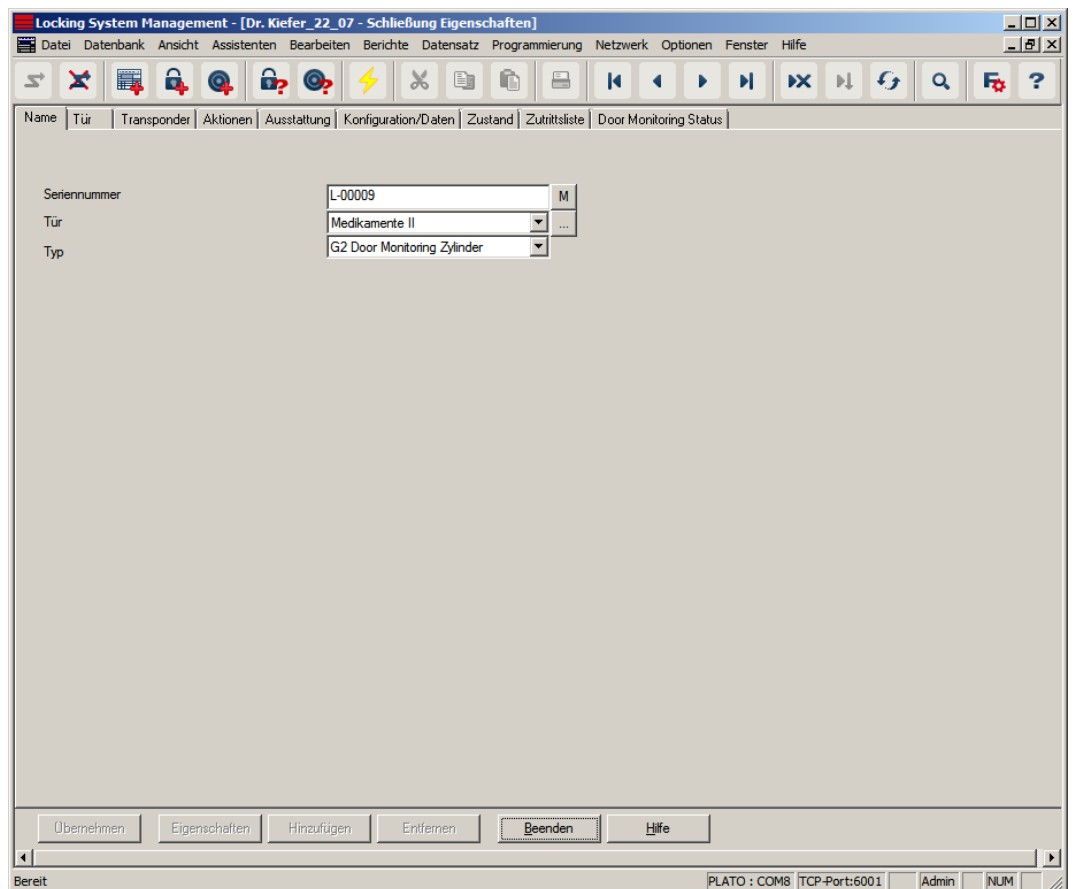 Locking System Management - [Dr. Kiefer_22_07 - Schließung Eigenschaften]
Datei Datenbank Ansicht Assistenten Bearbeiten Berichte Datensatz Programmierung Netzwerk Optionen Fenster Hilfe
Name Tür Transponder Aktionen Ausstattung Konfiguration/Daten Zustand Zutrittsliste Door Monitoring Status
Seriennummer L-00009 M
Tür Medikamente II ...
Typ G2 Door Monitoring Zylinder
Übernehmen Eigenschaften Hinzufügen Entfernen Beenden Hilfe
Bereit PLATO : COM8 TCP-Port:6001 Admin NUM